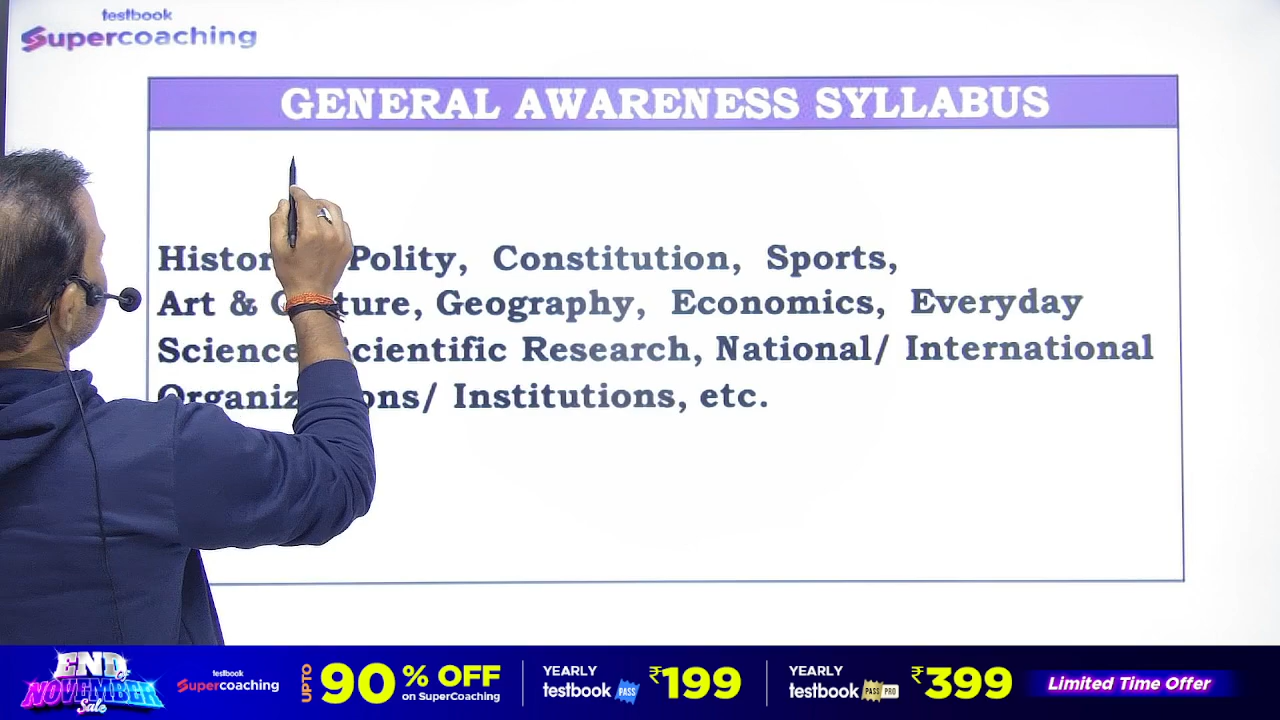 testbook
Supercoaching
GENERAL AWARENESS SYLLABUS
Polity, Constitution, Sports,
Art & Geography, Economics, Everyday
Science Scientific Research, National/ International
Institutions, etc.
END OF
NOVEMBER
Sale
testbook
Supercoaching
UPTO 90% OFF
on SuperCoaching
YEARLY
testbook PASS
₹199
YEARLY
testbook PASS PRO
₹399
Limited Time Offer